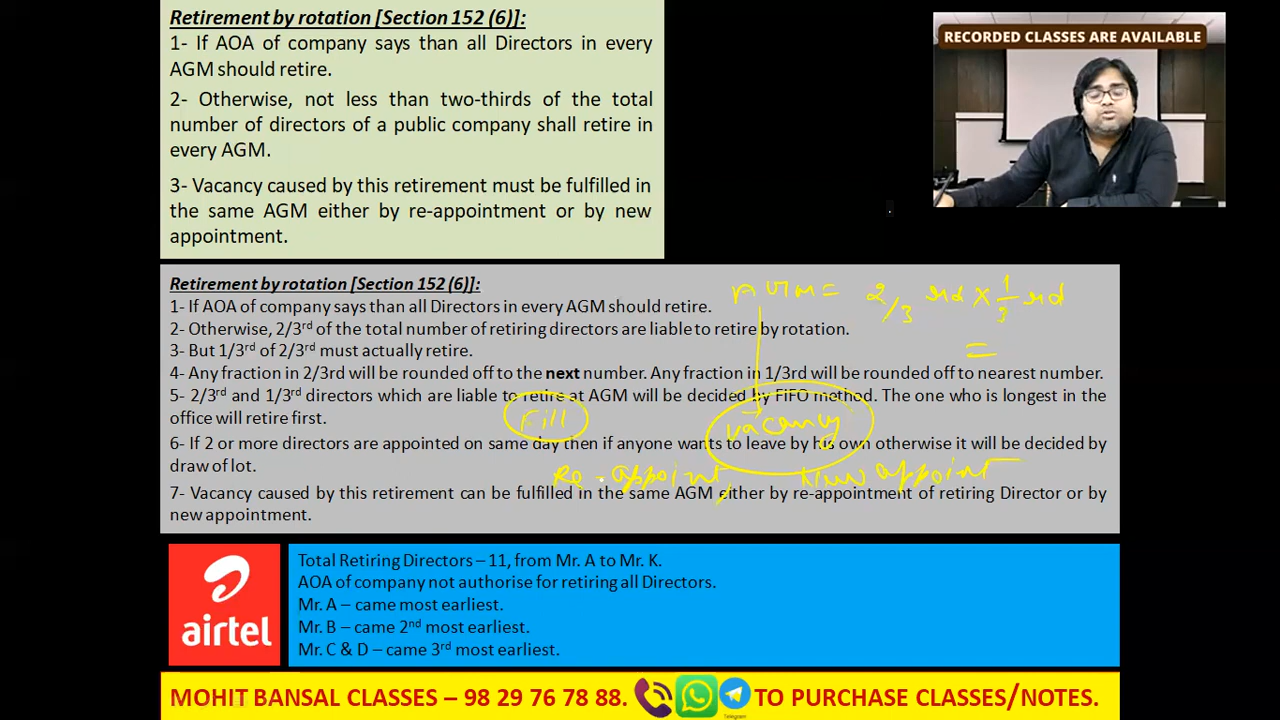 Retirement by rotation [Section 152 (6)]:
1- If AOA of company says than all Directors in every
AGM should retire.
2- Otherwise, not less than two-thirds of the total
number of directors of a public company shall retire in
every AGM.
3- Vacancy caused by this retirement must be fulfilled in
the same AGM either by re-appointment or by new
appointment.
RECORDED CLASSES ARE AVAILABLE
Retirement by rotation [Section 152 (6)]:
AGM = 2/3 rd × 1/3 rd
=
1- If AOA of company says than all Directors in every AGM should retire.
2- Otherwise, 2/3rd of the total number of retiring directors are liable to retire by rotation.
3- But 1/3rd of 2/3rd must actually retire.
4- Any fraction in 2/3rd will be rounded off to the next number. Any fraction in 1/3rd will be rounded off to nearest number.
5- 2/3rd and 1/3rd directors which are liable to retire at AGM will be decided by FIFO method. The one who is longest in the
office will retire first.
Fill
Vacancy
6- If 2 or more directors are appointed on same day then if anyone wants to leave by his own otherwise it will be decided by
draw of lot.
Re-appoint, New appoint
7- Vacancy caused by this retirement can be fulfilled in the same AGM either by re-appointment of retiring Director or by
new appointment.
airtel
Total Retiring Directors – 11, from Mr. A to Mr. K.
AOA of company not authorise for retiring all Directors.
Mr. A – came most earliest.
Mr. B – came 2nd most earliest.
Mr. C & D – came 3rd most earliest.
MOHIT BANSAL CLASSES – 98 29 76 78 88. TO PURCHASE CLASSES/NOTES.
Telegram